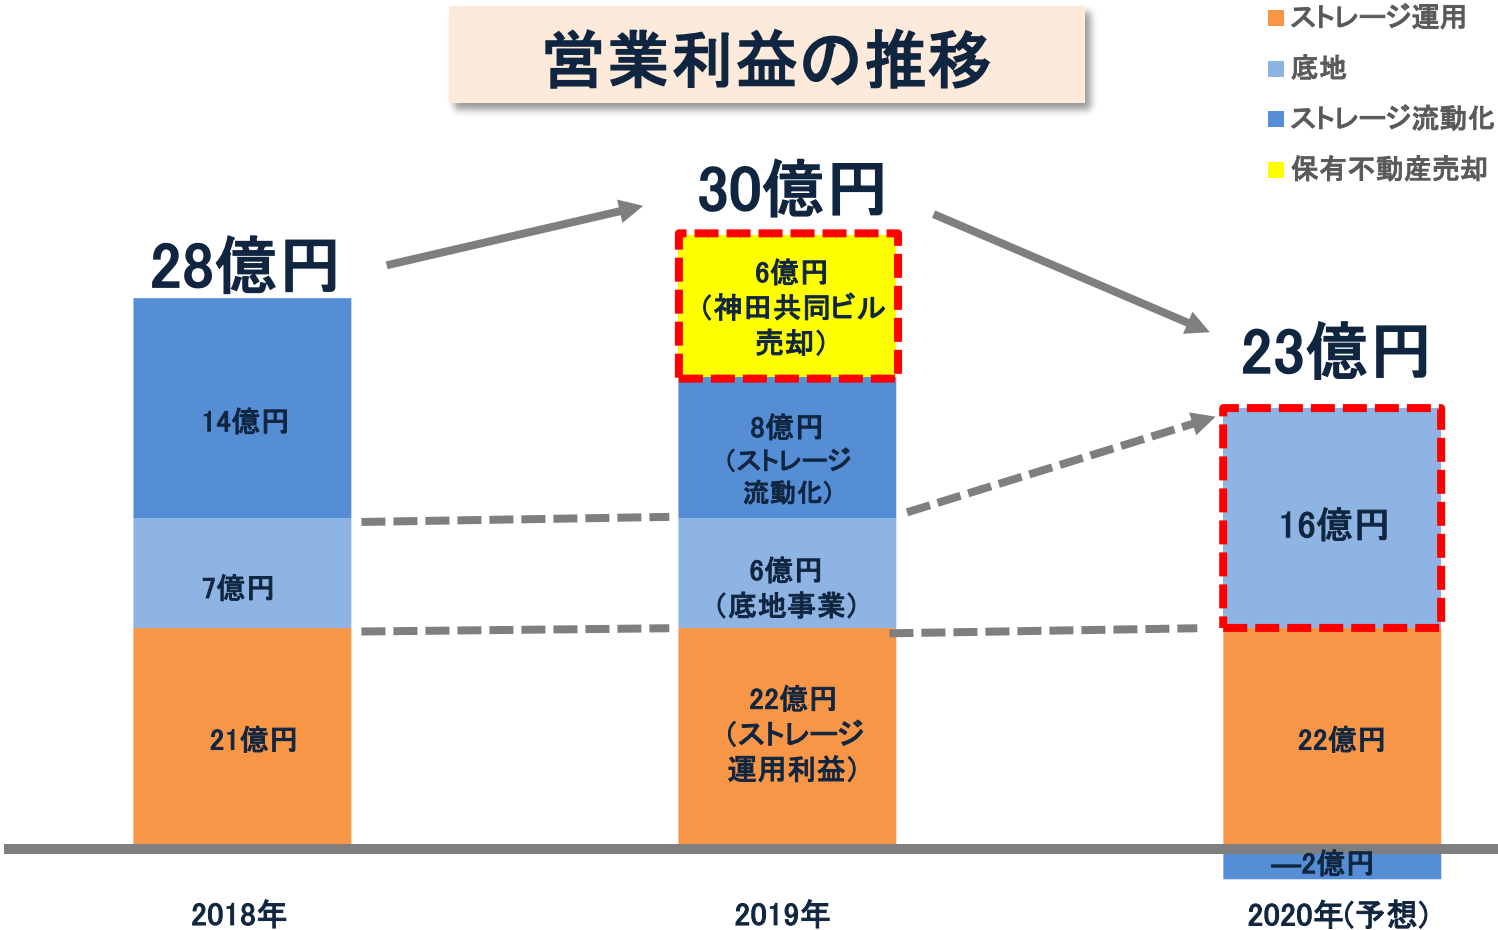 営業利益の推移
ストレージ運用
底地
ストレージ流動化
保有不動産売却
28億円
30億円
23億円
14億円
7億円
21億円
6億円
(神田共同ビル
売却)
8億円
(ストレージ
流動化)
6億円
(底地事業)
22億円
(ストレージ
運用利益)
16億円
22億円
―2億円
2018年
2019年
2020年(予想)